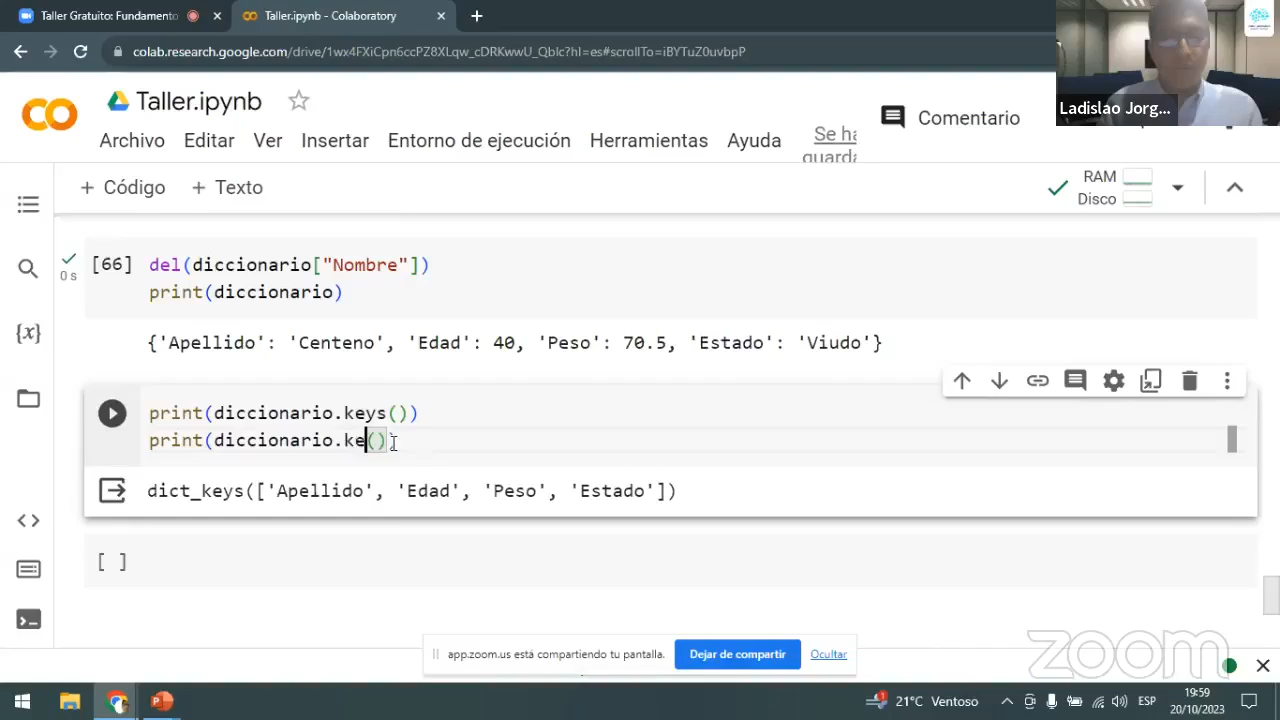 Taller Gratuito: Fundamento
Taller.ipynb - Colaboratory
colab.research.google.com/drive/1wx4FXiCpn6ccPZ8XLqw_cDRKwwU_Qblc?hl=es#scrollTo=iBYTuZ0uvbpP
Ladislao Jorg...
Taller.ipynb
Comentario
Archivo Editar Ver Insertar Entorno de ejecución Herramientas Ayuda
Se ha
guarda
+ Código + Texto
RAM
Disco
[66] del(diccionario["Nombre"])
0 s
print(diccionario)
{'Apellido': 'Centeno', 'Edad': 40, 'Peso': 70.5, 'Estado': 'Viudo'}
print(diccionario.keys())
print(diccionario.ke()
dict_keys(['Apellido', 'Edad', 'Peso', 'Estado'])
[ ]
app.zoom.us está compartiendo tu pantalla.
Dejar de compartir
Ocultar
zoom
21°C Ventoso
ESP
19:59
20/10/2023